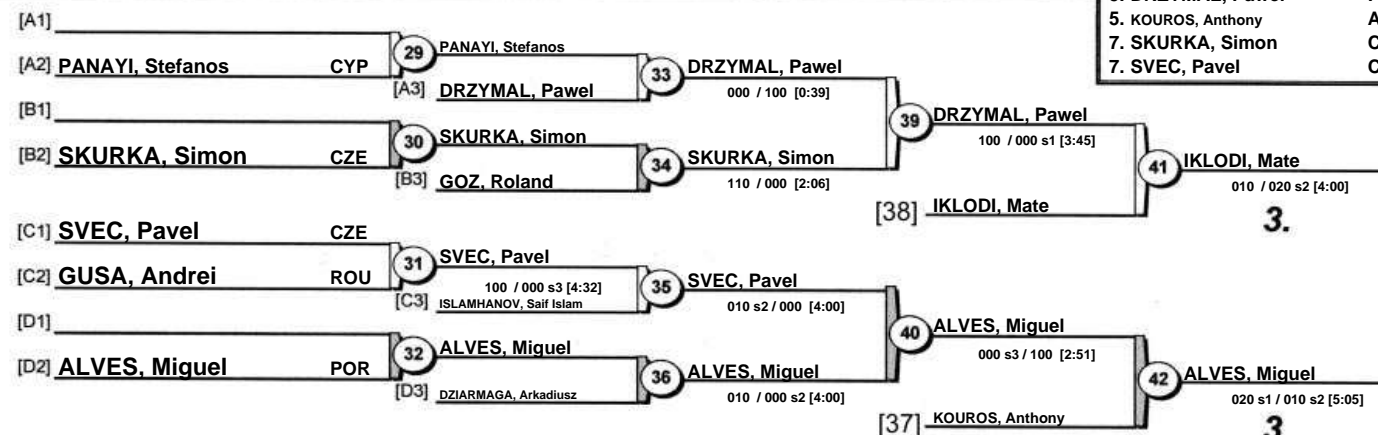 5. KOUROS, Anthony A
7. SKURKA, Simon C
7. SVEC, Pavel C
[A1]
[A2] PANAYI, Stefanos CYP
29 PANAYI, Stefanos
[A3] DRZYMAL, Pawel
33 DRZYMAL, Pawel
000 / 100 [0:39]
[B1]
[B2] SKURKA, Simon CZE
30 SKURKA, Simon
[B3] GOZ, Roland
34 SKURKA, Simon
110 / 000 [2:06]
39 DRZYMAL, Pawel
100 / 000 s1 [3:45]
[38] IKLODI, Mate
41 IKLODI, Mate
010 / 020 s2 [4:00]
3.
[C1] SVEC, Pavel CZE
[C2] GUSA, Andrei ROU
31 SVEC, Pavel
100 / 000 s3 [4:32]
[C3] ISLAMHANOV, Saif Islam
35 SVEC, Pavel
010 s2 / 000 [4:00]
[D1]
[D2] ALVES, Miguel POR
32 ALVES, Miguel
[D3] DZIARMAGA, Arkadiusz
36 ALVES, Miguel
010 / 000 s2 [4:00]
40 ALVES, Miguel
000 s3 / 100 [2:51]
[37] KOUROS, Anthony
42 ALVES, Miguel
020 s1 / 010 s2 [5:05]
3